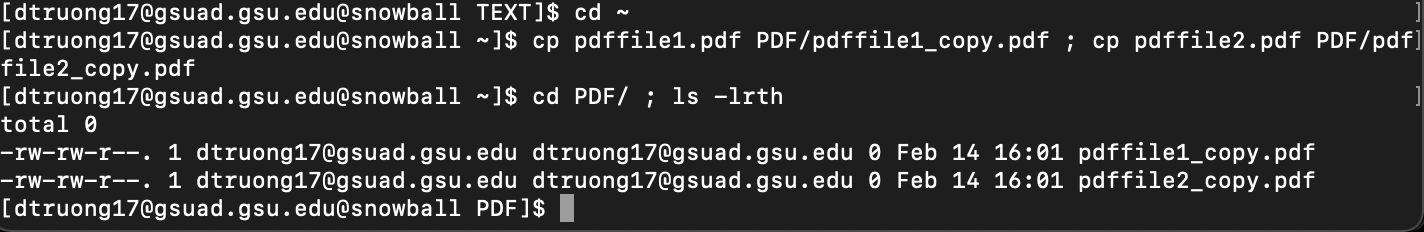 [dtruong17@gsuad.gsu.edu@snowball TEXT]$ cd ~ ]
[dtruong17@gsuad.gsu.edu@snowball ~]$ cp pdffile1.pdf PDF/pdffile1_copy.pdf ; cp pdffile2.pdf PDF/pdf]
file2_copy.pdf
[dtruong17@gsuad.gsu.edu@snowball ~]$ cd PDF/ ; ls -lrth ]
total 0
-rw-rw-r--. 1 dtruong17@gsuad.gsu.edu dtruong17@gsuad.gsu.edu 0 Feb 14 16:01 pdffile1_copy.pdf
-rw-rw-r--. 1 dtruong17@gsuad.gsu.edu dtruong17@gsuad.gsu.edu 0 Feb 14 16:01 pdffile2_copy.pdf
[dtruong17@gsuad.gsu.edu@snowball PDF]$